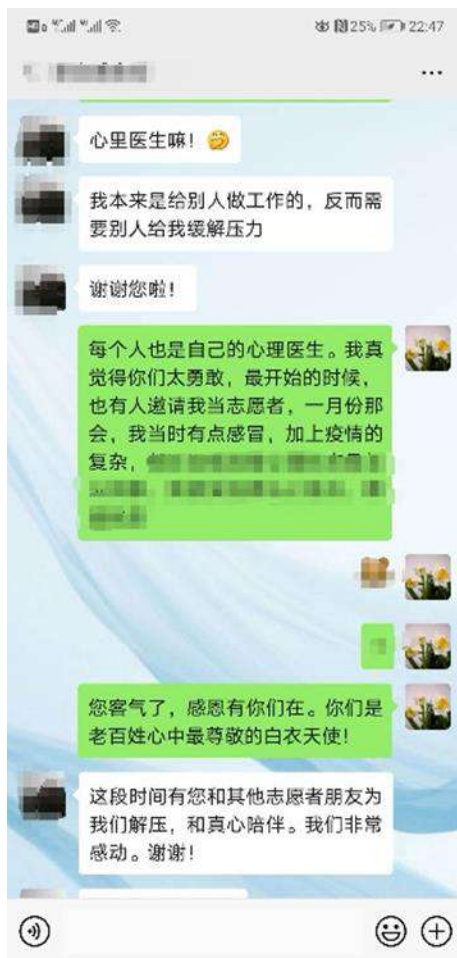 25%
22:47
心里医生嘛！
我本来是给别人做工作的，反而需
要别人给我缓解压力
谢谢您啦！
每个人也是自己的心理医生。我真
觉得你们太勇敢，最开始的时候，
也有人邀请我当志愿者，一月份那
会，我当时有点感冒，加上疫情的
复杂，
您客气了，感恩有你们在。你们是
老百姓心中最尊敬的白衣天使！
这段时间有您和其他志愿者朋友为
我们解压，和真心陪伴。我们非常
感动。谢谢！